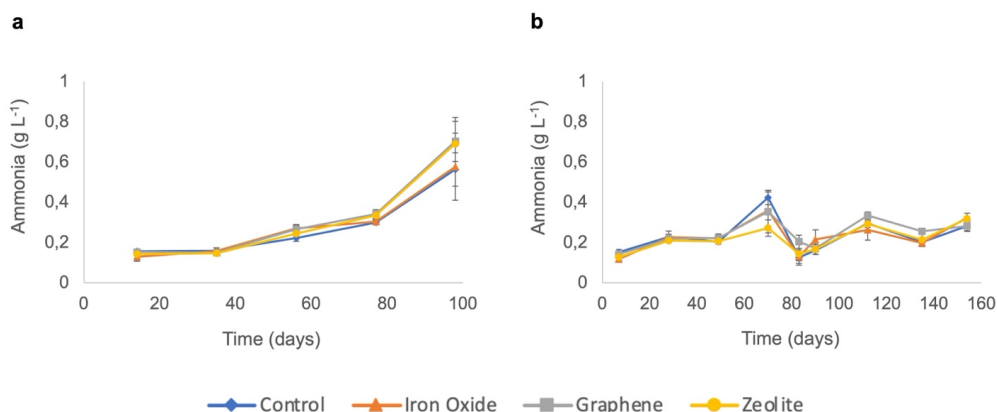 a
b
Ammonia (g L-1)
1
0,8
0,6
0,4
0,2
0
0 20 40 60 80 100
Time (days)
Ammonia (g L-1)
1
0,8
0,6
0,4
0,2
0
0 20 40 60 80 100 120 140 160
Time (days)
Control Iron Oxide Graphene Zeolite